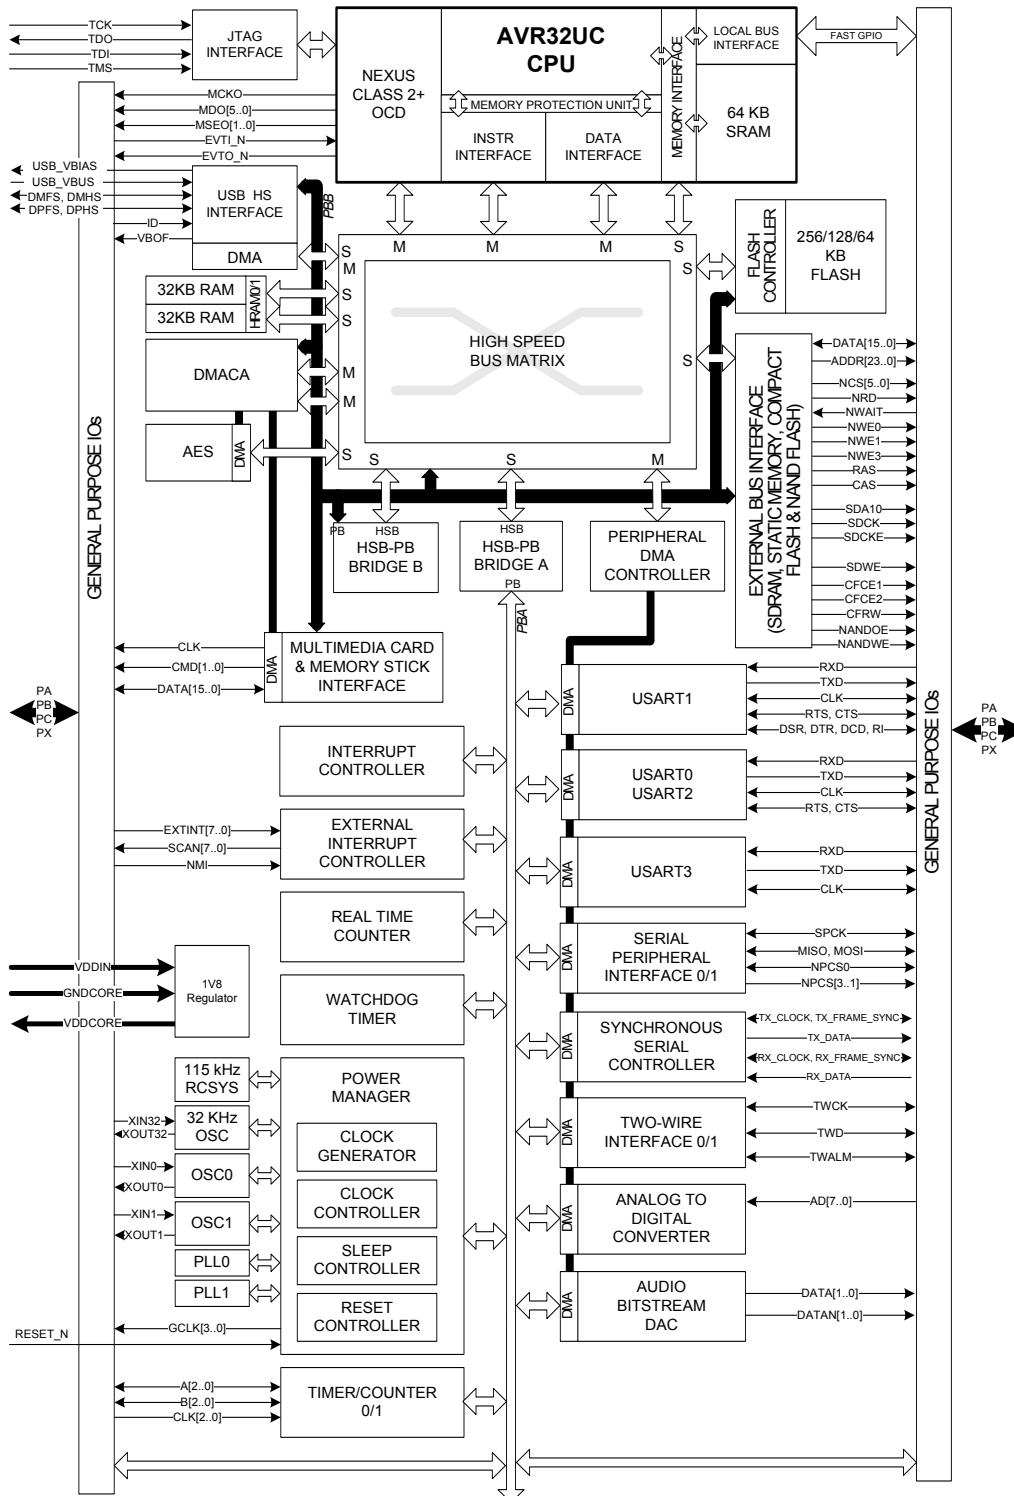 TCK
TDO
TDI
TMS
JTAG
INTERFACE
AVR32UC
CPU
NEXUS
CLASS 2+
OCD
MEMORY PROTECTION UNIT
INSTR
INTERFACE
DATA
INTERFACE
MEMORY INTERFACE
LOCAL BUS
INTERFACE
64 KB
SRAM
FAST GPIO
MCKO
MDO[5..0]
MSEO[1..0]
EVTI_N
EVTO_N
USB_VBIAS
USB_VBUS
DMFS, DMHS
DPFS, DPHS
ID
VBOF
USB HS
INTERFACE
DMA
PBB
32KB RAM
32KB RAM
HRAM0/1
DMACA
AES
DMA
M
M
M
S
S
M
S
S
M
M
S
S
S
S
S
M
HIGH SPEED
BUS MATRIX
FLASH
CONTROLLER
256/128/64
KB
FLASH
EXTERNAL BUS INTERFACE
(SDRAM, STATIC MEMORY, COMPACT
FLASH & NAND FLASH)
DATA[15..0]
ADDR[23..0]
NCS[5..0]
NRD
NWAIT
NWE0
NWE1
NWE3
RAS
CAS
SDA10
SDCK
SDCKE
SDWE
CFCE1
CFCE2
CFRW
NANDOE
NANDWE
PB
HSB
HSB-PB
BRIDGE B
HSB
HSB-PB
BRIDGE A
PB
PERIPHERAL
DMA
CONTROLLER
PBA
GENERAL PURPOSE IOs
GENERAL PURPOSE IOs
PA
PB
PC
PX
PA
PB
PC
PX
CLK
CMD[1..0]
DATA[15..0]
DMA
MULTIMEDIA CARD
& MEMORY STICK
INTERFACE
INTERRUPT
CONTROLLER
EXTINT[7..0]
SCAN[7..0]
NMI
EXTERNAL
INTERRUPT
CONTROLLER
REAL TIME
COUNTER
WATCHDOG
TIMER
VDDIN
GNDCORE
VDDCORE
1V8
Regulator
115 kHz
RCSYS
XIN32
XOUT32
32 KHz
OSC
XIN0
XOUT0
OSC0
XIN1
XOUT1
OSC1
PLL0
PLL1
POWER
MANAGER
CLOCK
GENERATOR
CLOCK
CONTROLLER
SLEEP
CONTROLLER
RESET
CONTROLLER
GCLK[3..0]
RESET_N
A[2..0]
B[2..0]
CLK[2..0]
TIMER/COUNTER
0/1
DMA
USART1
RXD
TXD
CLK
RTS, CTS
DSR, DTR, DCD, RI
DMA
USART0
USART2
RXD
TXD
CLK
RTS, CTS
DMA
USART3
RXD
TXD
CLK
DMA
SERIAL
PERIPHERAL
INTERFACE 0/1
SPCK
MISO, MOSI
NPCS0
NPCS[3..1]
DMA
SYNCHRONOUS
SERIAL
CONTROLLER
TX_CLOCK, TX_FRAME_SYNC
TX_DATA
RX_CLOCK, RX_FRAME_SYNC
RX_DATA
DMA
TWO-WIRE
INTERFACE 0/1
TWCK
TWD
TWALM
DMA
ANALOG TO
DIGITAL
CONVERTER
AD[7..0]
DMA
AUDIO
BITSTREAM
DAC
DATA[1..0]
DATAN[1..0]